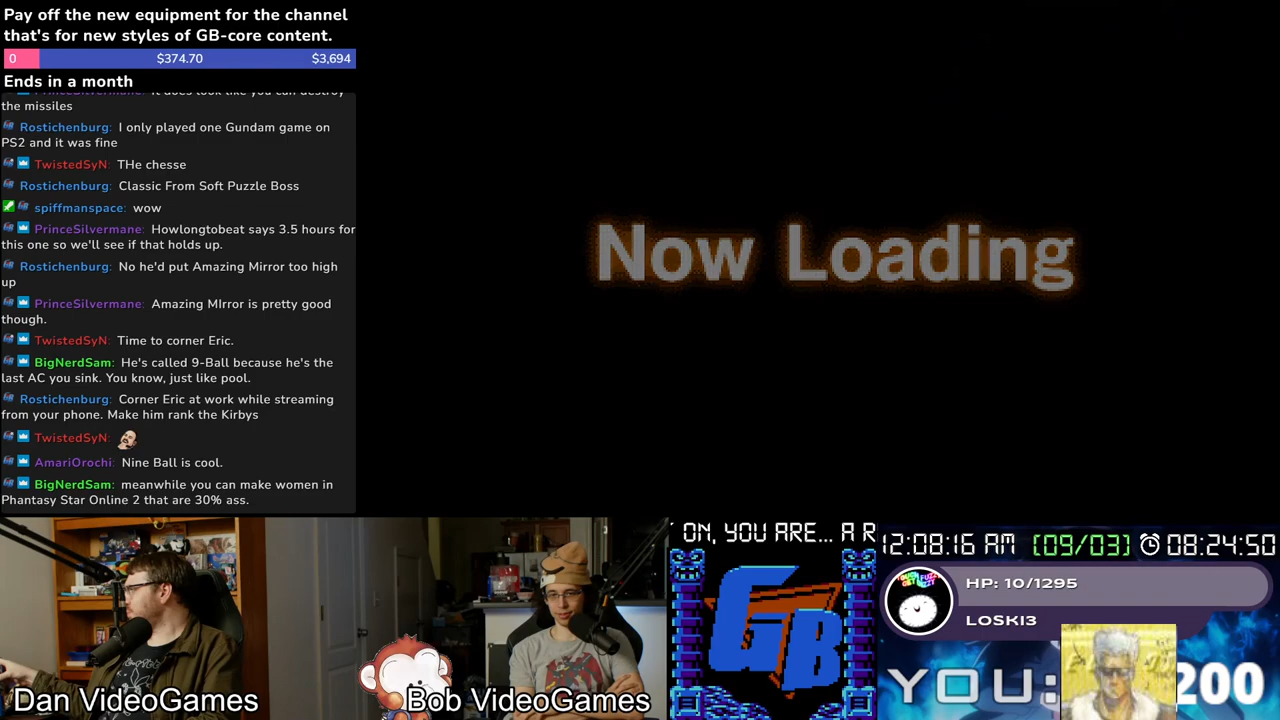 Pay off the new equipment for the channel
that's for new styles of GB-core content.
0 $374.70 $3,694
Ends in a month
PrinceSilvermane: It does look like you can destroy
the missiles
Rostichenburg: I only played one Gundam game on
PS2 and it was fine
TwistedSyN: THe chesse
Rostichenburg: Classic From Soft Puzzle Boss
spiffmanspace: wow
PrinceSilvermane: Howlongtobeat says 3.5 hours for
this one so we'll see if that holds up.
Rostichenburg: No he'd put Amazing Mirror too high
up
PrinceSilvermane: Amazing MIrror is pretty good
though.
TwistedSyN: Time to corner Eric.
BigNerdSam: He's called 9-Ball because he's the
last AC you sink. You know, just like pool.
Rostichenburg: Corner Eric at work while streaming
from your phone. Make him rank the Kirbys
TwistedSyN:
AmariOrochi: Nine Ball is cool.
BigNerdSam: meanwhile you can make women in
Phantasy Star Online 2 that are 30% ass.
Now Loading
Dan VideoGames
Bob VideoGames
ON, YOU ARE... A R
GB
12:08:16 AM [09/03] 08:24:50
HP: 10/1295
LOSKI3
YOU: 200